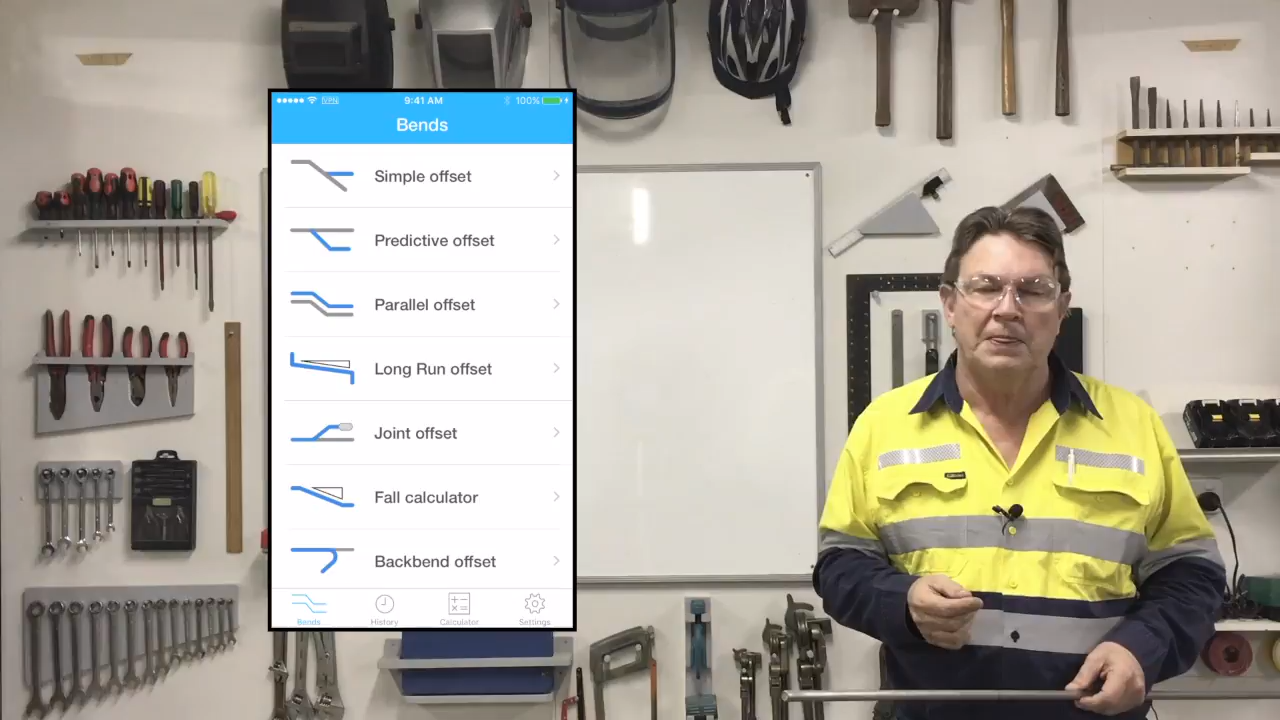 VPN 9:41 AM 100%
Bends
Simple offset
Predictive offset
Parallel offset
Long Run offset
Joint offset
Fall calculator
Backbend offset
Bends History Calculator Settings